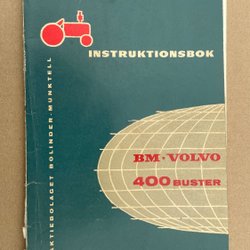 INSTRUKTIONSBOK
BM · VOLVO
400 BUSTER
AKTIEBOLAGET BOLINDER-MUNKTELL